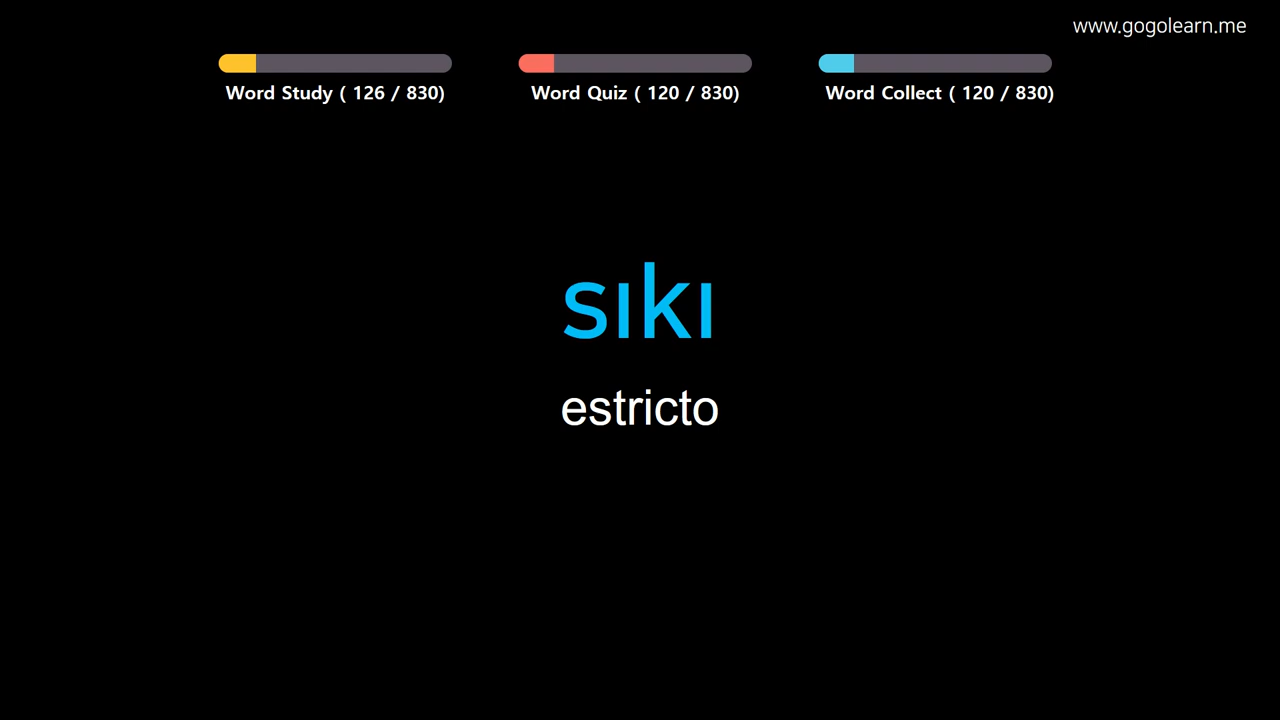 www.gogolearn.me
Word Study ( 126 / 830)
Word Quiz ( 120 / 830)
Word Collect ( 120 / 830)
sıkı
estricto